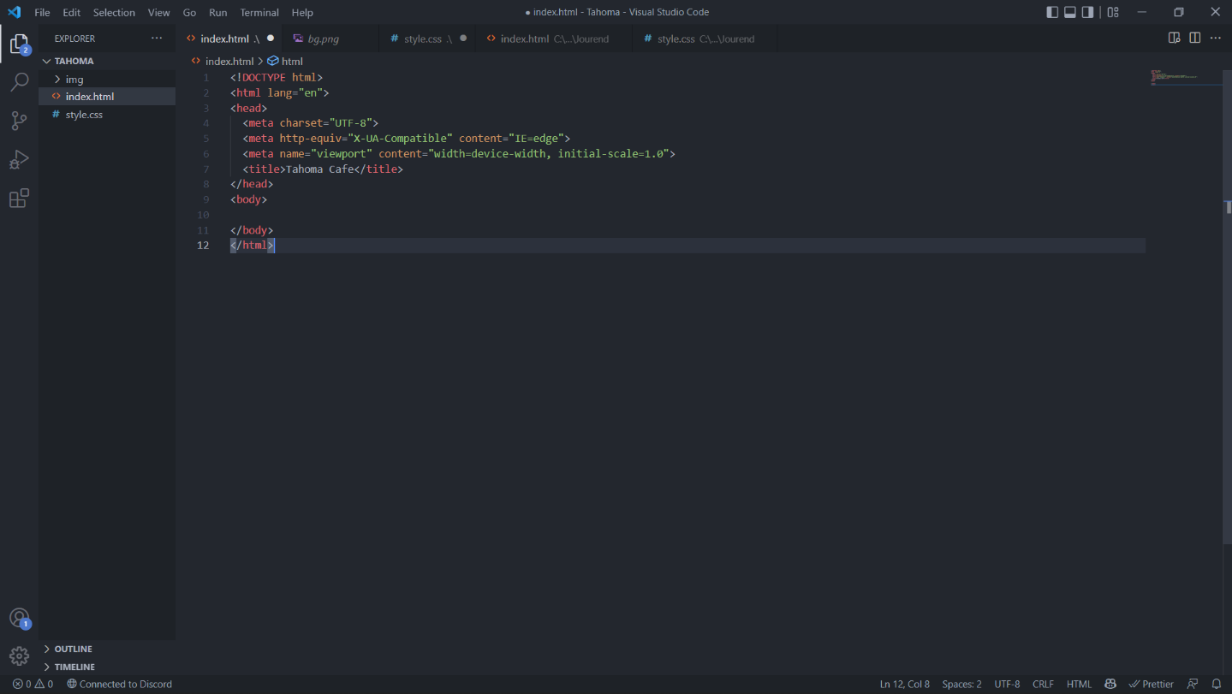 File Edit Selection View Go Run Terminal Help
● index.html - Tahoma - Visual Studio Code
EXPLORER
index.html .\
bg.png
style.css .\
index.html C:\...\lourend
style.css C:\...\lourend
2
TAHOMA
img
index.html
style.css
index.html > html
1 <!DOCTYPE html>
2 <html lang="en">
3 <head>
4 <meta charset="UTF-8">
5 <meta http-equiv="X-UA-Compatible" content="IE=edge">
6 <meta name="viewport" content="width=device-width, initial-scale=1.0">
7 <title>Tahoma Cafe</title>
8 </head>
9 <body>
10
11 </body>
12 </html>
1
OUTLINE
TIMELINE
0 0 Connected to Discord
Ln 12, Col 8 Spaces: 2 UTF-8 CRLF HTML Prettier